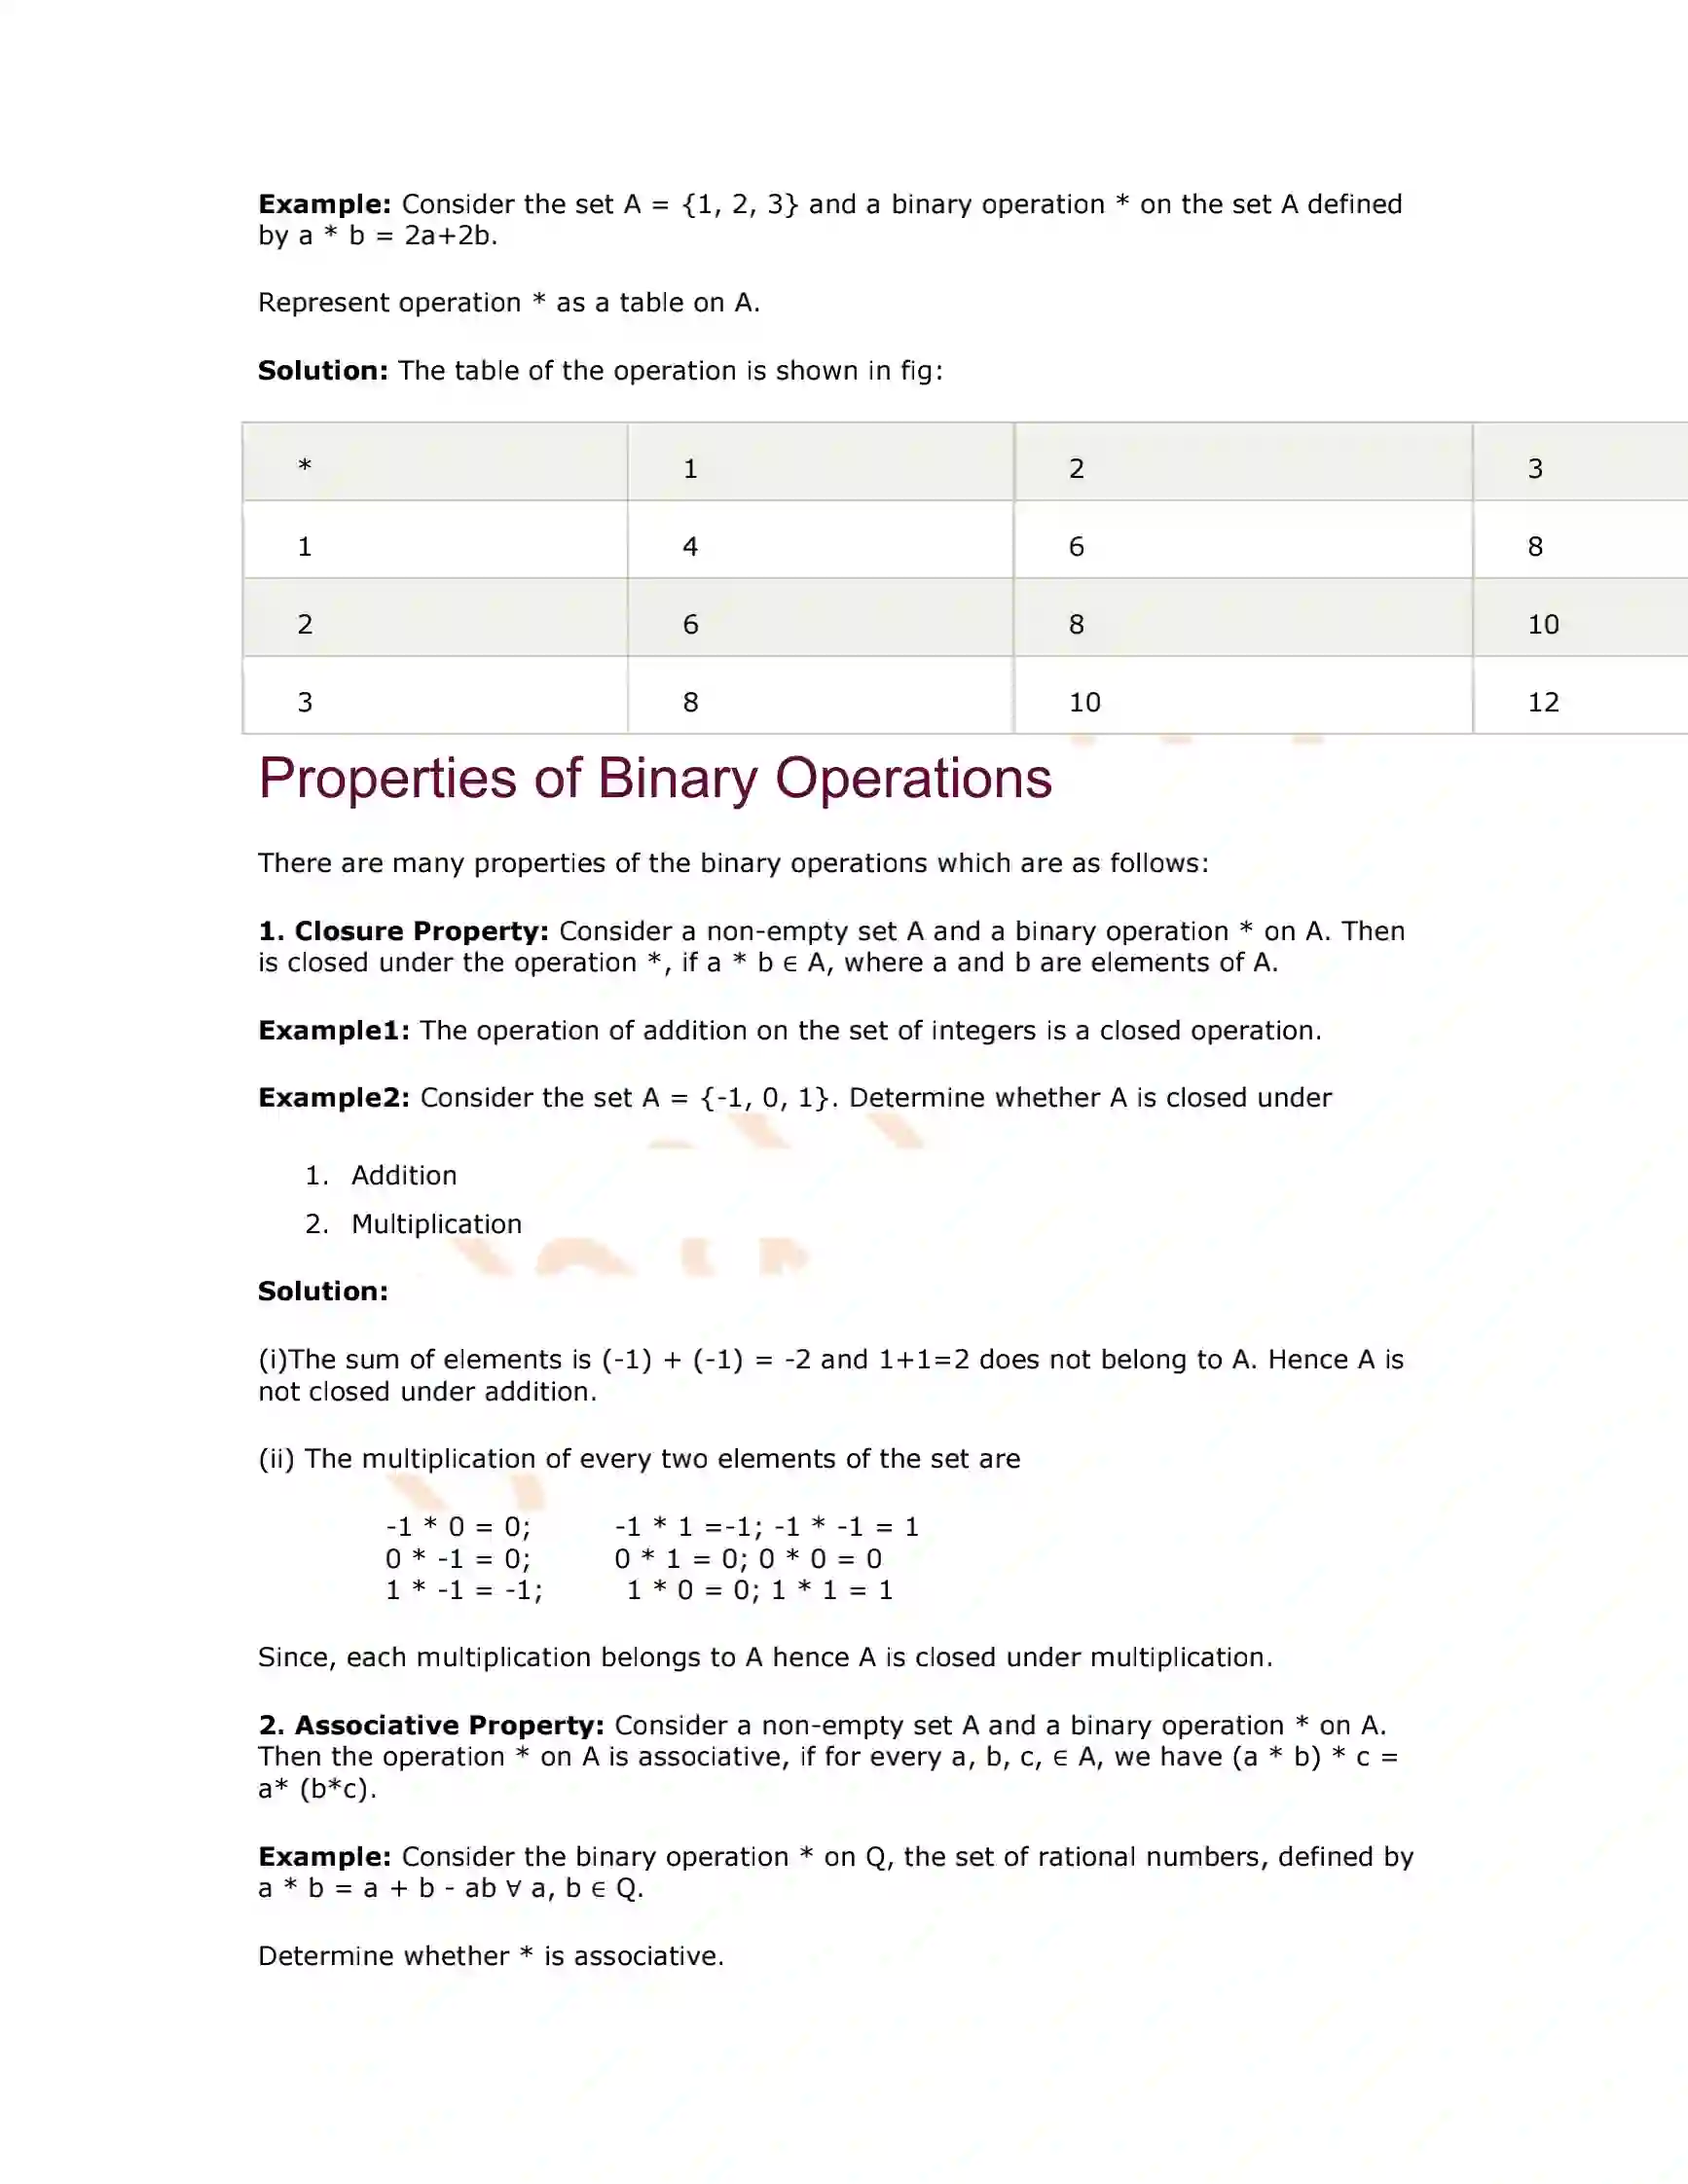 Example: Consider the set A = {1, 2, 3} and a binary operation * on the set A defined
by a * b = 2a+2b.
Represent operation * as a table on A.
Solution: The table of the operation is shown in fig:
* 1 2 3
1 4 6 8
2 6 8 10
3 8 10 12
Properties of Binary Operations
There are many properties of the binary operations which are as follows:
1. Closure Property: Consider a non-empty set A and a binary operation * on A. Then
is closed under the operation *, if a * b ∈ A, where a and b are elements of A.
Example1: The operation of addition on the set of integers is a closed operation.
Example2: Consider the set A = {-1, 0, 1}. Determine whether A is closed under
1. Addition
2. Multiplication
Solution:
(i)The sum of elements is (-1) + (-1) = -2 and 1+1=2 does not belong to A. Hence A is
not closed under addition.
(ii) The multiplication of every two elements of the set are
-1 * 0 = 0; -1 * 1 =-1; -1 * -1 = 1
0 * -1 = 0; 0 * 1 = 0; 0 * 0 = 0
1 * -1 = -1; 1 * 0 = 0; 1 * 1 = 1
Since, each multiplication belongs to A hence A is closed under multiplication.
2. Associative Property: Consider a non-empty set A and a binary operation * on A.
Then the operation * on A is associative, if for every a, b, c, ∈ A, we have (a * b) * c =
a* (b*c).
Example: Consider the binary operation * on Q, the set of rational numbers, defined by
a * b = a + b - ab ∀ a, b ∈ Q.
Determine whether * is associative.